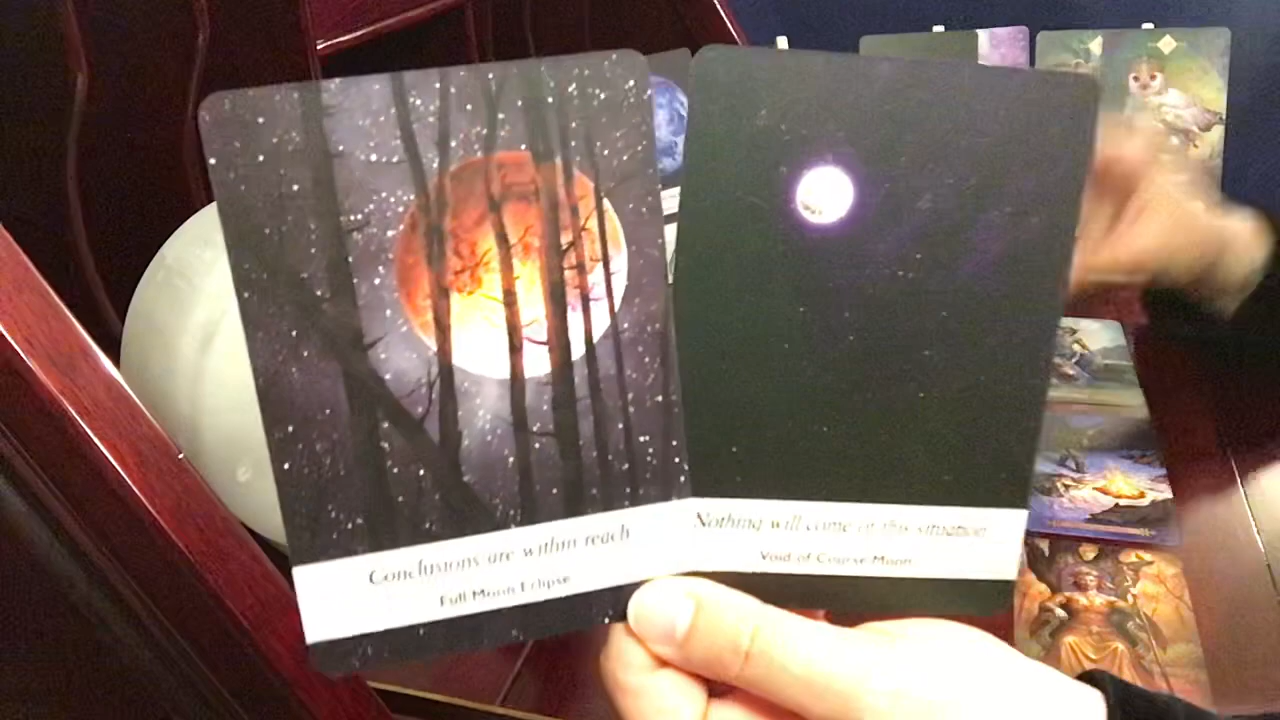 Conclusions are within reach
Full Moon Eclipse
Nothing will come of this situation
Void of Course Moon